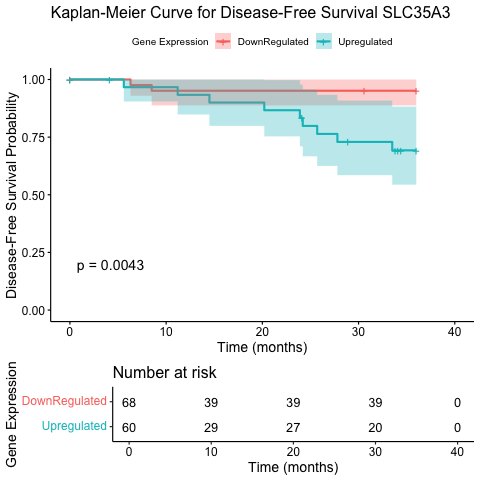 Kaplan-Meier Curve for Disease-Free Survival SLC35A3
Gene Expression DownRegulated Upregulated
Disease-Free Survival Probability
1.00
0.75
0.50
0.25
0.00
p = 0.0043
0 10 20 30 40
Time (months)
Number at risk
Gene Expression
DownRegulated 68 39 39 39 0
Upregulated 60 29 27 20 0
0 10 20 30 40
Time (months)